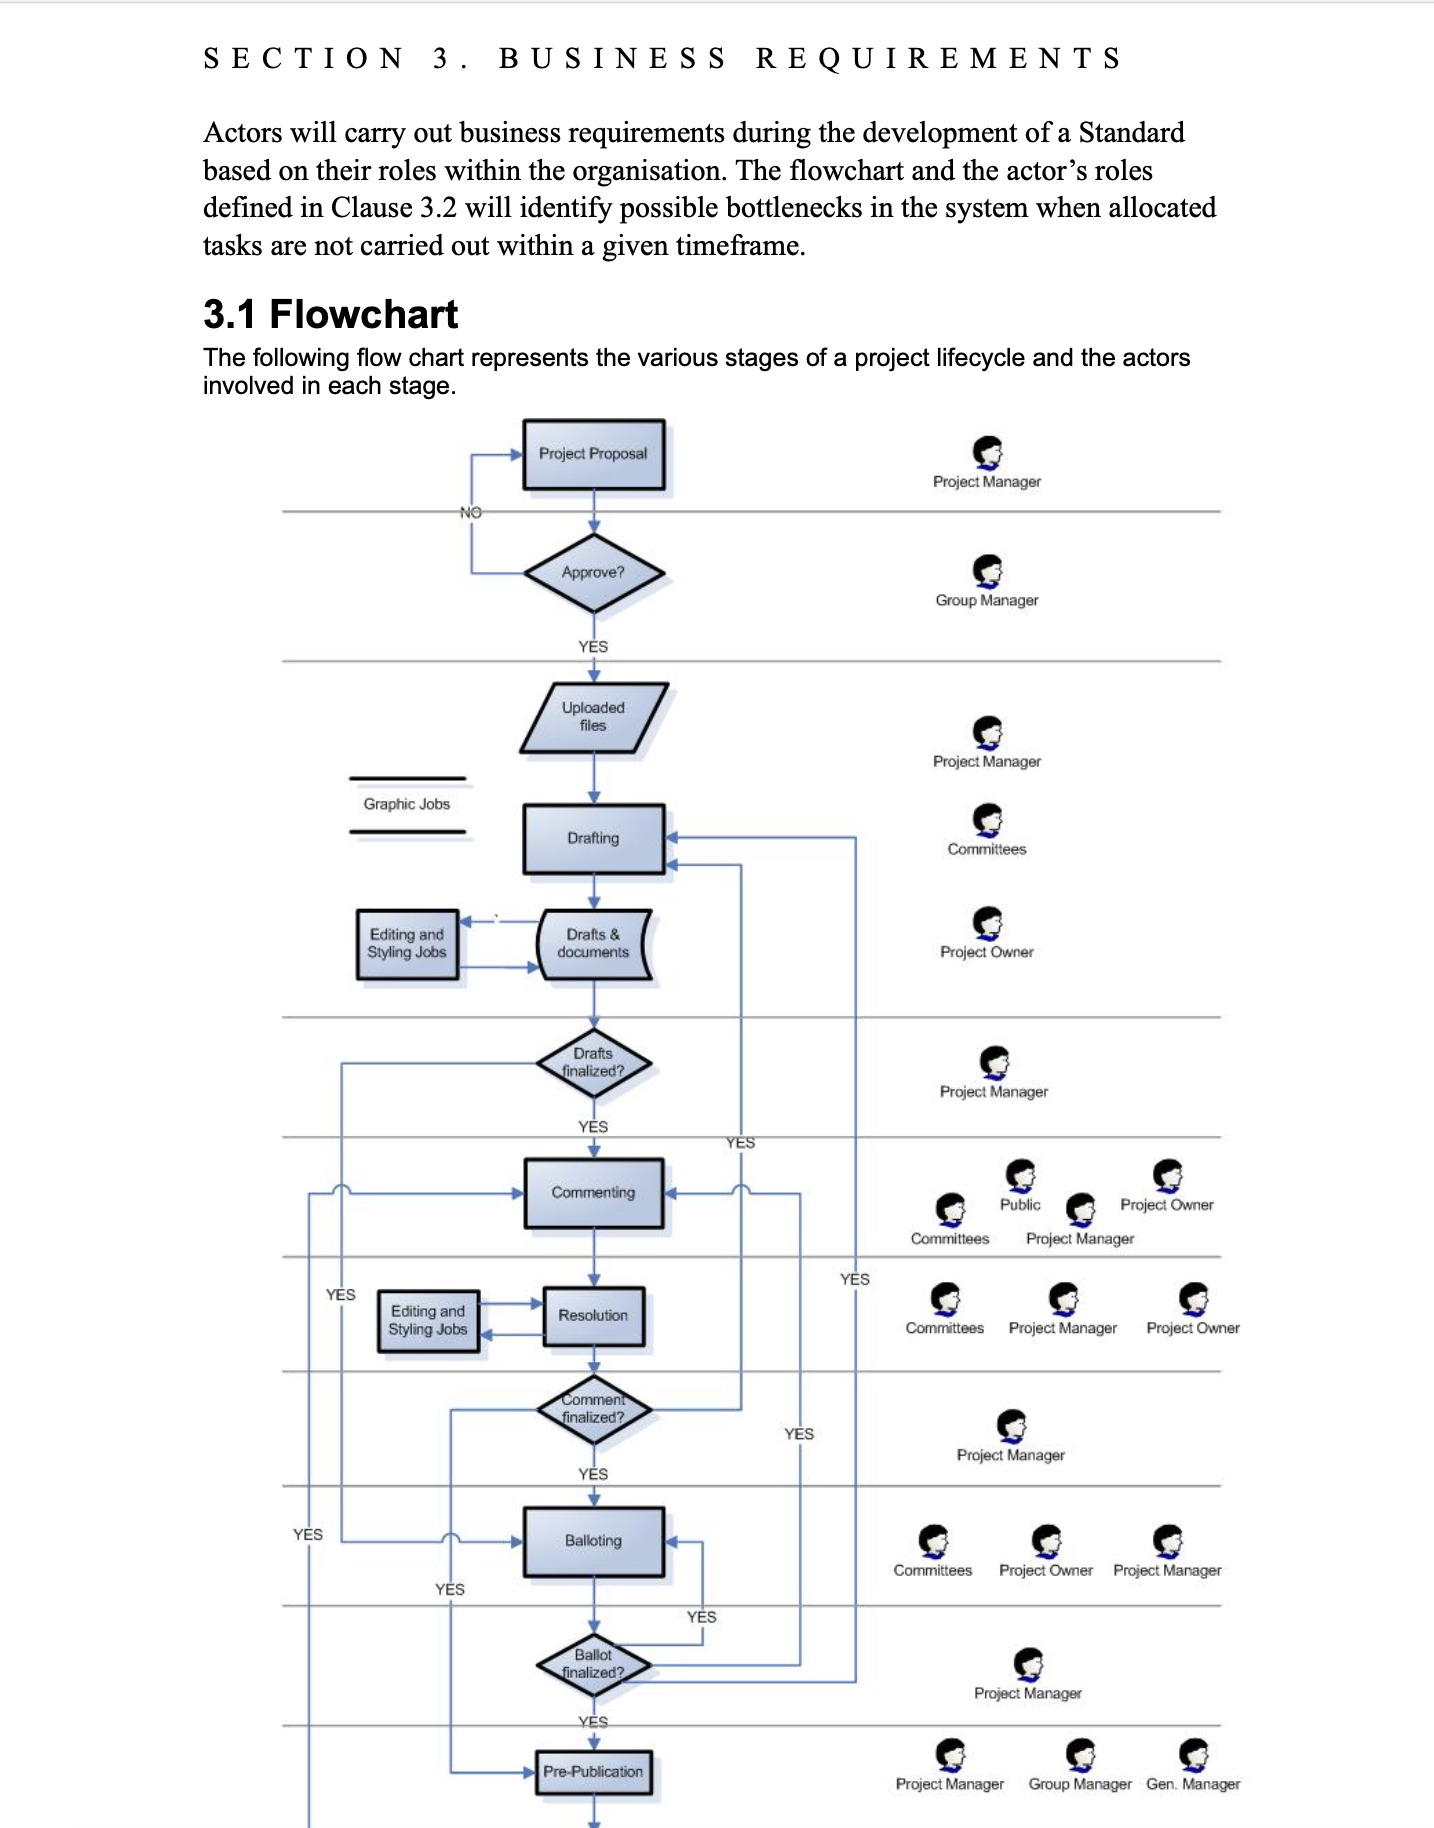 SECTION 3. BUSINESS REQUIREMENTS
Actors will carry out business requirements during the development of a Standard
based on their roles within the organisation. The flowchart and the actor’s roles
defined in Clause 3.2 will identify possible bottlenecks in the system when allocated
tasks are not carried out within a given timeframe.
3.1 Flowchart
The following flow chart represents the various stages of a project lifecycle and the actors
involved in each stage.
Project Proposal
Project Manager
NO
Approve?
Group Manager
YES
Uploaded
files
Project Manager
Graphic Jobs
Drafting
Committees
Editing and
Styling Jobs
Drafts &
documents
Project Owner
Drafts
finalized?
Project Manager
YES
YES
Commenting
Public
Project Owner
Committees
Project Manager
YES
YES
Editing and
Styling Jobs
Resolution
Committees
Project Manager
Project Owner
Comment
finalized?
YES
Project Manager
YES
YES
Balloting
Committees
Project Owner
Project Manager
YES
YES
Ballot
finalized?
Project Manager
YES
Pre-Publication
Project Manager
Group Manager
Gen. Manager